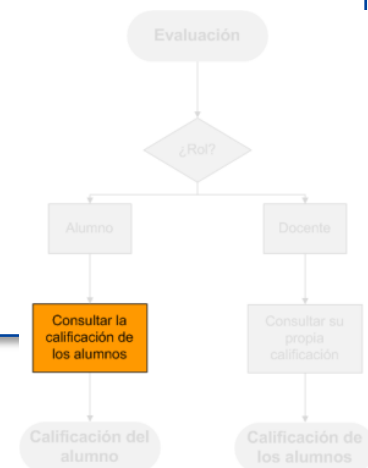 Evaluación
¿Rol?
Alumno
Docente
Consultar la
calificación de
los alumnos
Consultar su
propia
calificación
Calificación del
alumno
Calificación de
los alumnos